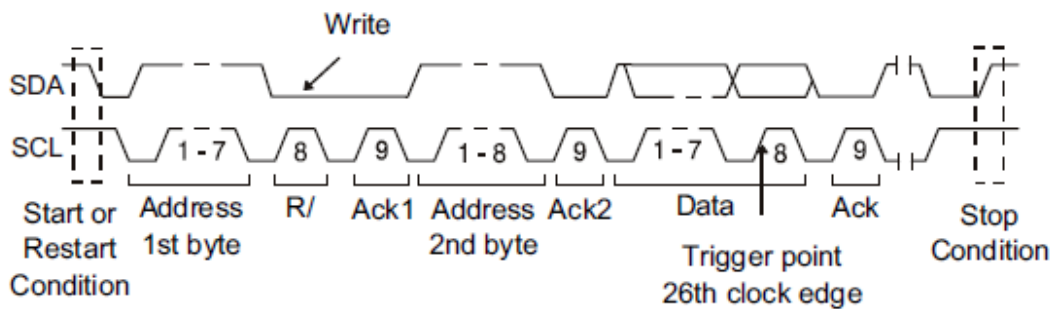 Write
SDA
SCL
1 - 7
8
9
1 - 8
9
1 - 7
8
9
Start or
Restart
Condition
Address
1st byte
R/
Ack1
Address
2nd byte
Ack2
Data
Ack
Stop
Condition
Trigger point
26th clock edge